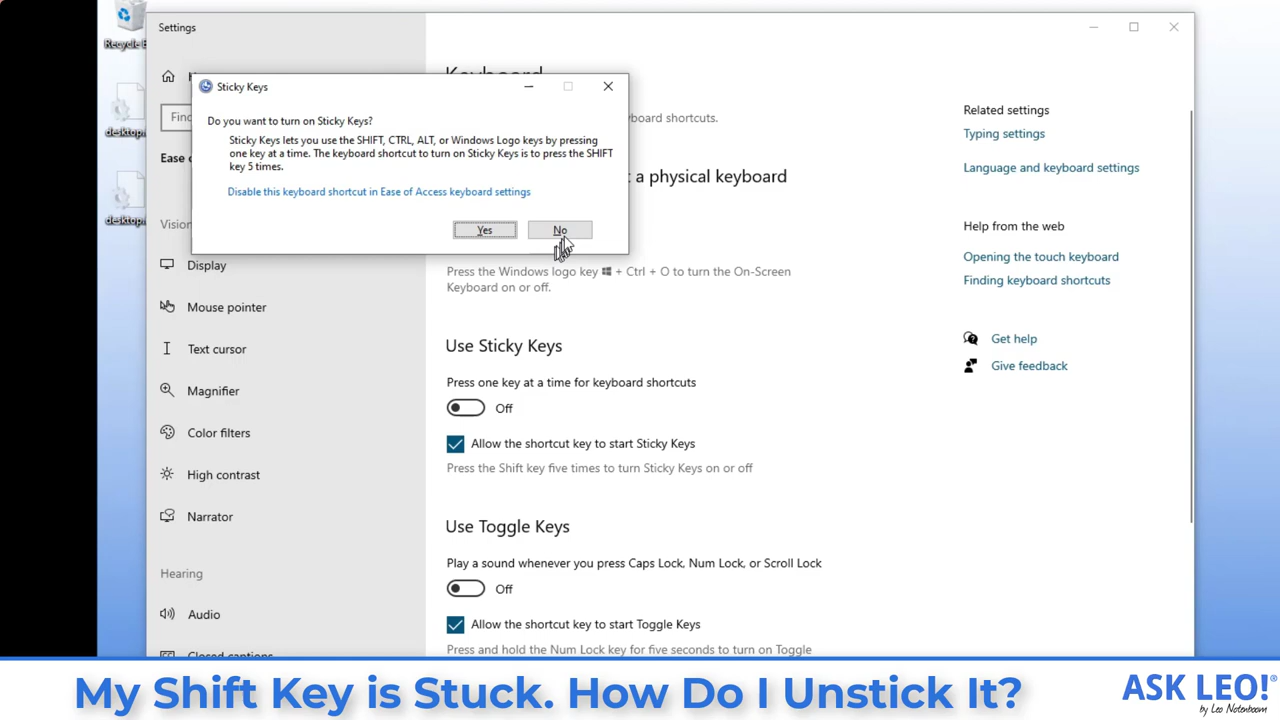 Recycle B
Settings
Keyboard
Sticky Keys
Find
board shortcuts.
Do you want to turn on Sticky Keys?
Sticky Keys lets you use the SHIFT, CTRL, ALT, or Windows Logo keys by pressing
one key at a time. The keyboard shortcut to turn on Sticky Keys is to press the SHIFT
key 5 times.
Disable this keyboard shortcut in Ease of Access keyboard settings
Yes
No
desktop.
Ease o
a physical keyboard
desktop.
Vision
Display
Mouse pointer
Text cursor
Magnifier
Color filters
High contrast
Narrator
Hearing
Audio
Closed captions
Press the Windows logo key + Ctrl + O to turn the On-Screen
Keyboard on or off.
Use Sticky Keys
Press one key at a time for keyboard shortcuts
Off
Allow the shortcut key to start Sticky Keys
Press the Shift key five times to turn Sticky Keys on or off
Use Toggle Keys
Play a sound whenever you press Caps Lock, Num Lock, or Scroll Lock
Off
Allow the shortcut key to start Toggle Keys
Press and hold the Num Lock key for five seconds to turn on Toggle
Related settings
Typing settings
Language and keyboard settings
Help from the web
Opening the touch keyboard
Finding keyboard shortcuts
Get help
Give feedback
My Shift Key is Stuck. How Do I Unstick It?
ASK LEO!®
by Leo Notenboom